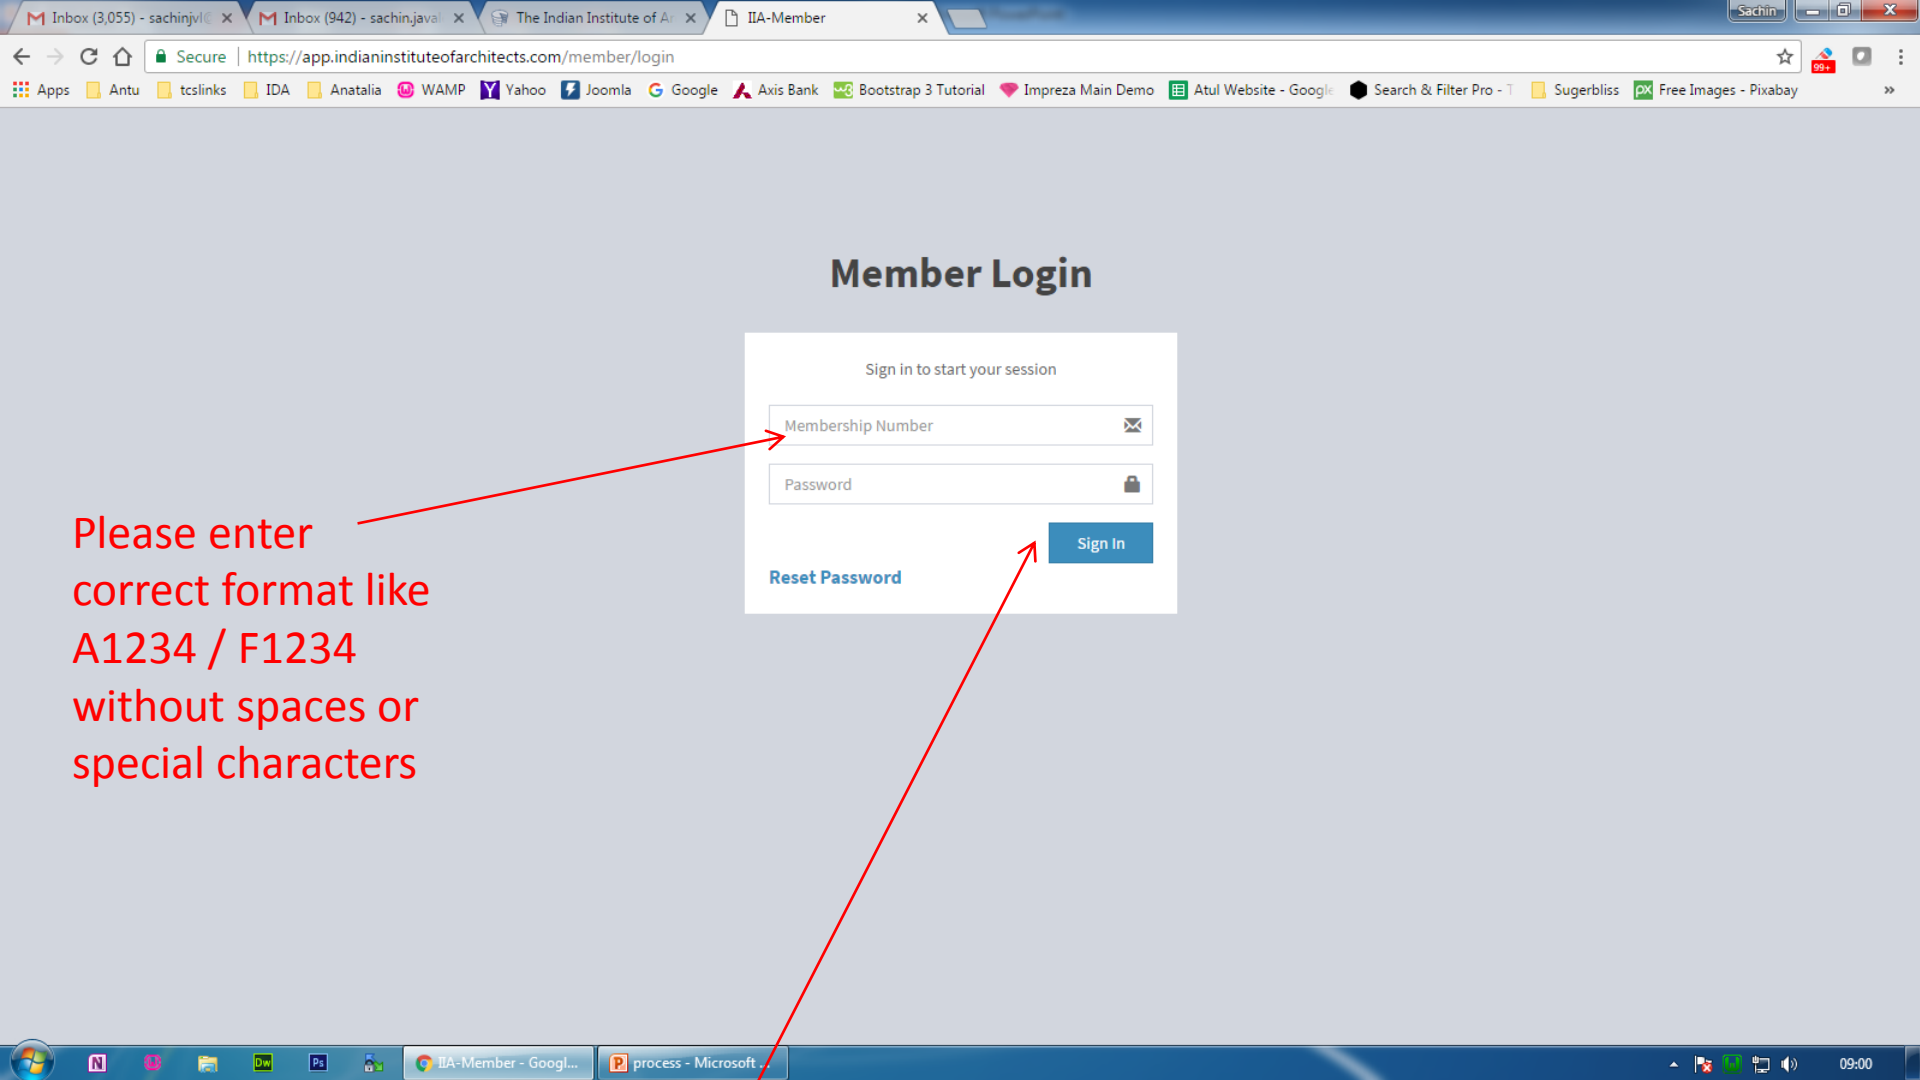 Inbox (3,055) - sachinjvl
Inbox (942) - sachin.javal
The Indian Institute of Ar
IIA-Member
Sachin
Secure | https://app.indianinstituteofarchitects.com/member/login
99+
Apps Antu tcslinks IDA Anatalia WAMP Yahoo Joomla Google Axis Bank Bootstrap 3 Tutorial Impreza Main Demo Atul Website - Google Search & Filter Pro - T Sugerbliss Free Images - Pixabay »
Member Login
Sign in to start your session
Membership Number
Password
Sign In
Reset Password
Please enter
correct format like
A1234 / F1234
without spaces or
special characters
IIA-Member - Googl...
process - Microsoft ...
09:00